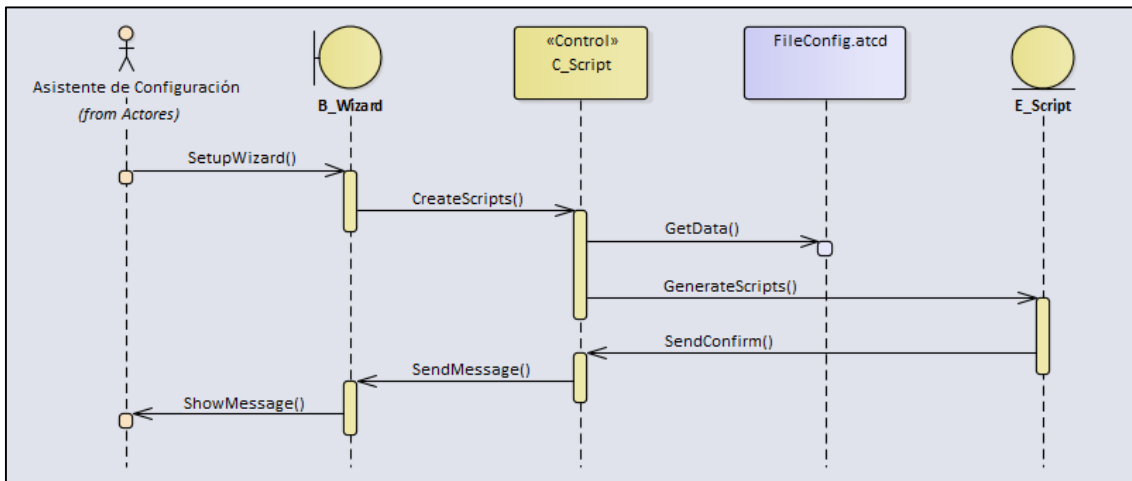 «Control»
C_Script
FileConfig.atcd
Asistente de Configuración
(from Actores)
B_Wizard
E_Script
SetupWizard()
CreateScripts()
GetData()
GenerateScripts()
SendConfirm()
SendMessage()
ShowMessage()